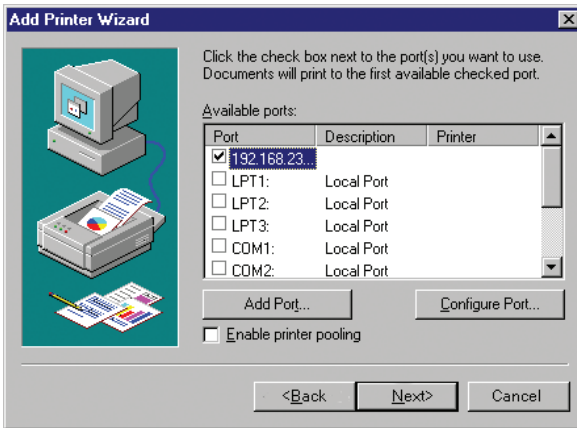 Add Printer Wizard
Click the check box next to the port(s) you want to use.
Documents will print to the first available checked port.
Available ports:
Port Description Printer
192.168.23...
LPT1: Local Port
LPT2: Local Port
LPT3: Local Port
COM1: Local Port
COM2: Local Port
Add Port... Configure Port...
Enable printer pooling
<Back Next> Cancel